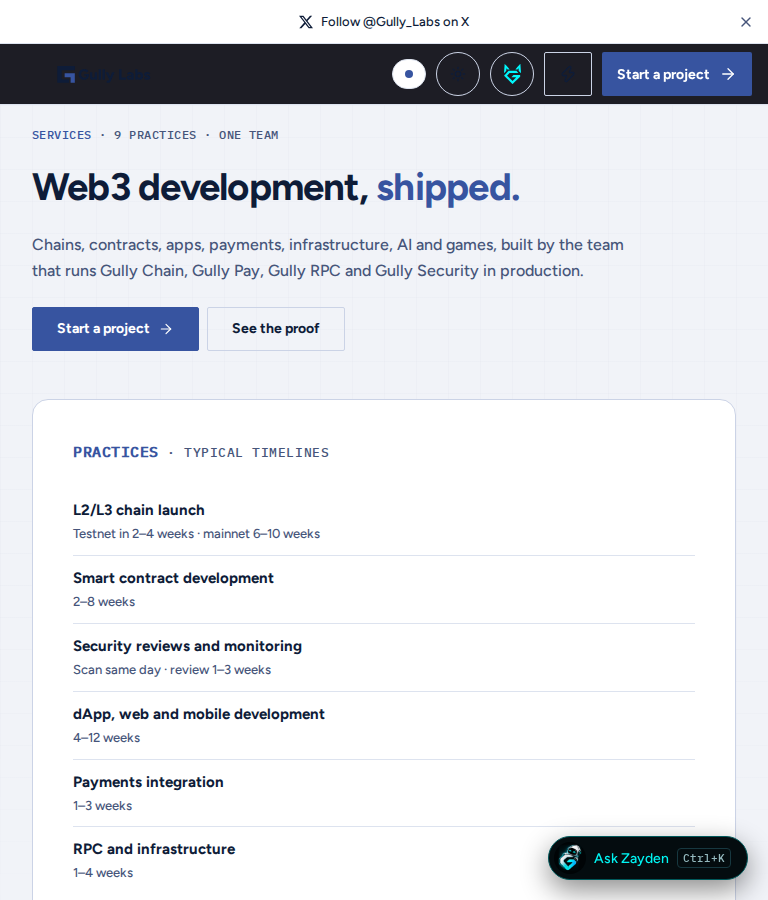 Follow @Gully_Labs on X
Gully Labs
Start a project
SERVICES · 9 PRACTICES · ONE TEAM
Web3 development, shipped.
Chains, contracts, apps, payments, infrastructure, AI and games, built by the team
that runs Gully Chain, Gully Pay, Gully RPC and Gully Security in production.
Start a project
See the proof
PRACTICES · TYPICAL TIMELINES
L2/L3 chain launch
Testnet in 2–4 weeks · mainnet 6–10 weeks
Smart contract development
2–8 weeks
Security reviews and monitoring
Scan same day · review 1–3 weeks
dApp, web and mobile development
4–12 weeks
Payments integration
1–3 weeks
RPC and infrastructure
1–4 weeks
Ask Zayden Ctrl+K